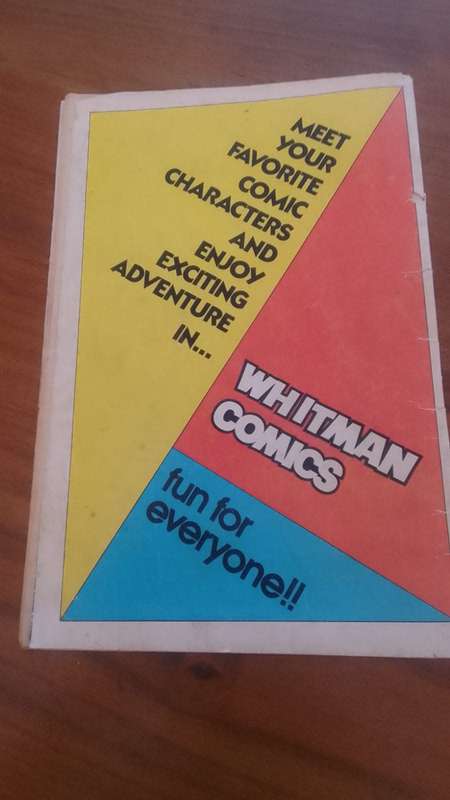 MEET
YOUR
FAVORITE
COMIC
CHARACTERS
AND
ENJOY
EXCITING
ADVENTURE
IN...
WHITMAN
COMICS
fun for
everyone!!